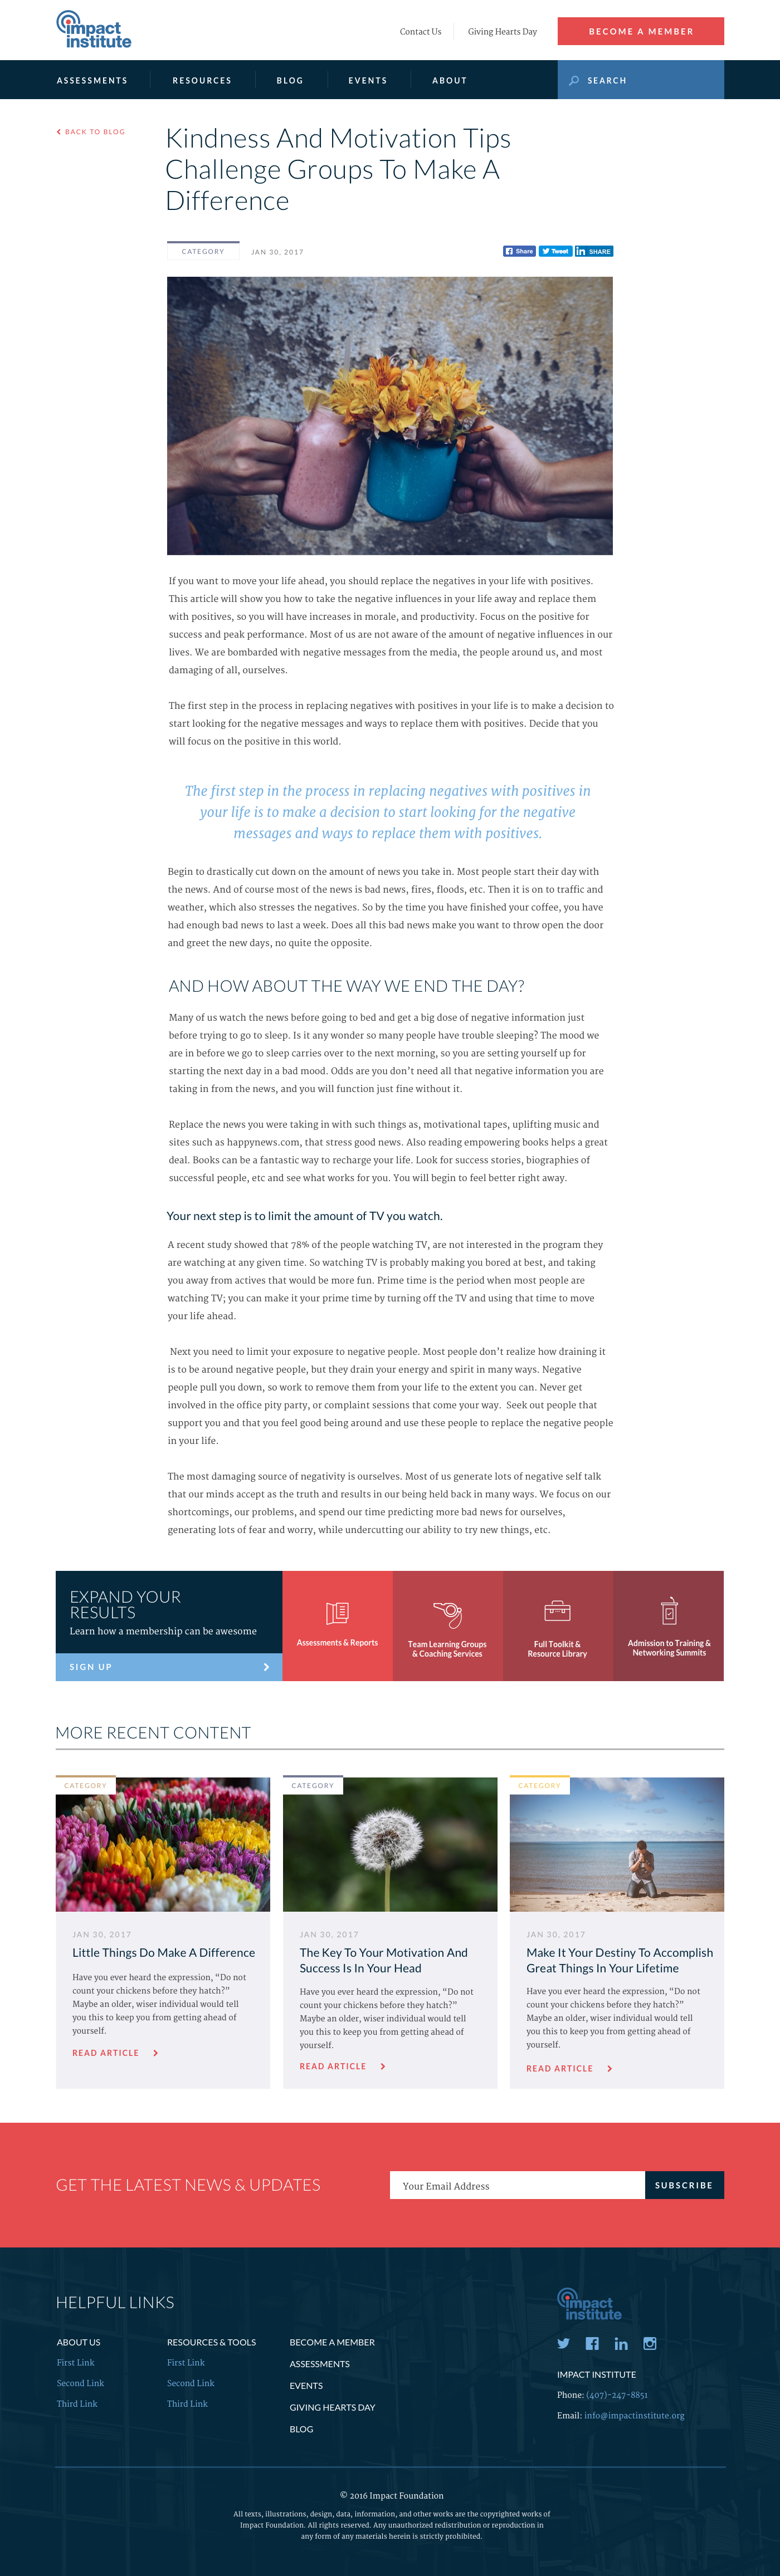 impact
institute
Contact Us
Giving Hearts Day
BECOME A MEMBER
ASSESSMENTS
RESOURCES
BLOG
EVENTS
ABOUT
SEARCH
BACK TO BLOG
Kindness And Motivation Tips
Challenge Groups To Make A
Difference
CATEGORY
JAN 30, 2017
Share
Tweet
in SHARE
If you want to move your life ahead, you should replace the negatives in your life with positives.
This article will show you how to take the negative influences in your life away and replace them
with positives, so you will have increases in morale, and productivity. Focus on the positive for
success and peak performance. Most of us are not aware of the amount of negative influences in our
lives. We are bombarded with negative messages from the media, the people around us, and most
damaging of all, ourselves.
The first step in the process in replacing negatives with positives in your life is to make a decision to
start looking for the negative messages and ways to replace them with positives. Decide that you
will focus on the positive in this world.
The first step in the process in replacing negatives with positives in
your life is to make a decision to start looking for the negative
messages and ways to replace them with positives.
Begin to drastically cut down on the amount of news you take in. Most people start their day with
the news. And of course most of the news is bad news, fires, floods, etc. Then it is on to traffic and
weather, which also stresses the negatives. So by the time you have finished your coffee, you have
had enough bad news to last a week. Does all this bad news make you want to throw open the door
and greet the new days, no quite the opposite.
AND HOW ABOUT THE WAY WE END THE DAY?
Many of us watch the news before going to bed and get a big dose of negative information just
before trying to go to sleep. Is it any wonder so many people have trouble sleeping? The mood we
are in before we go to sleep carries over to the next morning, so you are setting yourself up for
starting the next day in a bad mood. Odds are you don't need all that negative information you are
taking in from the news, and you will function just fine without it.
Replace the news you were taking in with such things as, motivational tapes, uplifting music and
sites such as happynews.com, that stress good news. Also reading empowering books helps a great
deal. Books can be a fantastic way to recharge your life. Look for success stories, biographies of
successful people, etc and see what works for you. You will begin to feel better right away.
Your next step is to limit the amount of TV you watch.
A recent study showed that 78% of the people watching TV, are not interested in the program they
are watching at any given time. So watching TV is probably making you bored at best, and taking
you away from actives that would be more fun. Prime time is the period when most people are
watching TV; you can make it your prime time by turning off the TV and using that time to move
your life ahead.
Next you need to limit your exposure to negative people. Most people don't realize how draining it
is to be around negative people, but they drain your energy and spirit in many ways. Negative
people pull you down, so work to remove them from your life to the extent you can. Never get
involved in the office pity party, or complaint sessions that come your way. Seek out people that
support you and that you feel good being around and use these people to replace the negative people
in your life.
The most damaging source of negativity is ourselves. Most of us generate lots of negative self talk
that our minds accept as the truth and results in our being held back in many ways. We focus on our
shortcomings, our problems, and spend our time predicting more bad news for ourselves,
generating lots of fear and worry, while undercutting our ability to try new things, etc.
EXPAND YOUR
RESULTS
Learn how a membership can be awesome
SIGN UP
Assessments & Reports
Team Learning Groups
& Coaching Services
Full Toolkit &
Resource Library
Admission to Training &
Networking Summits
MORE RECENT CONTENT
CATEGORY
JAN 30, 2017
Little Things Do Make A Difference
Have you ever heard the expression, “Do not
count your chickens before they hatch?”
Maybe an older, wiser individual would tell
you this to keep you from getting ahead of
yourself.
READ ARTICLE
CATEGORY
JAN 30, 2017
The Key To Your Motivation And
Success Is In Your Head
Have you ever heard the expression, “Do not
count your chickens before they hatch?”
Maybe an older, wiser individual would tell
you this to keep you from getting ahead of
yourself.
READ ARTICLE
CATEGORY
JAN 30, 2017
Make It Your Destiny To Accomplish
Great Things In Your Lifetime
Have you ever heard the expression, “Do not
count your chickens before they hatch?”
Maybe an older, wiser individual would tell
you this to keep you from getting ahead of
yourself.
READ ARTICLE
GET THE LATEST NEWS & UPDATES
Your Email Address
SUBSCRIBE
HELPFUL LINKS
ABOUT US
First Link
Second Link
Third Link
RESOURCES & TOOLS
First Link
Second Link
Third Link
BECOME A MEMBER
ASSESSMENTS
EVENTS
GIVING HEARTS DAY
BLOG
impact
institute
IMPACT INSTITUTE
Phone: (407)-247-8851
Email: info@impactinstitute.org
© 2016 Impact Foundation
All texts, illustrations, design, data, information, and other works are the copyrighted works of
Impact Foundation. All rights reserved. Any unauthorized redistribution or reproduction in
any form of any materials herein is strictly prohibited.